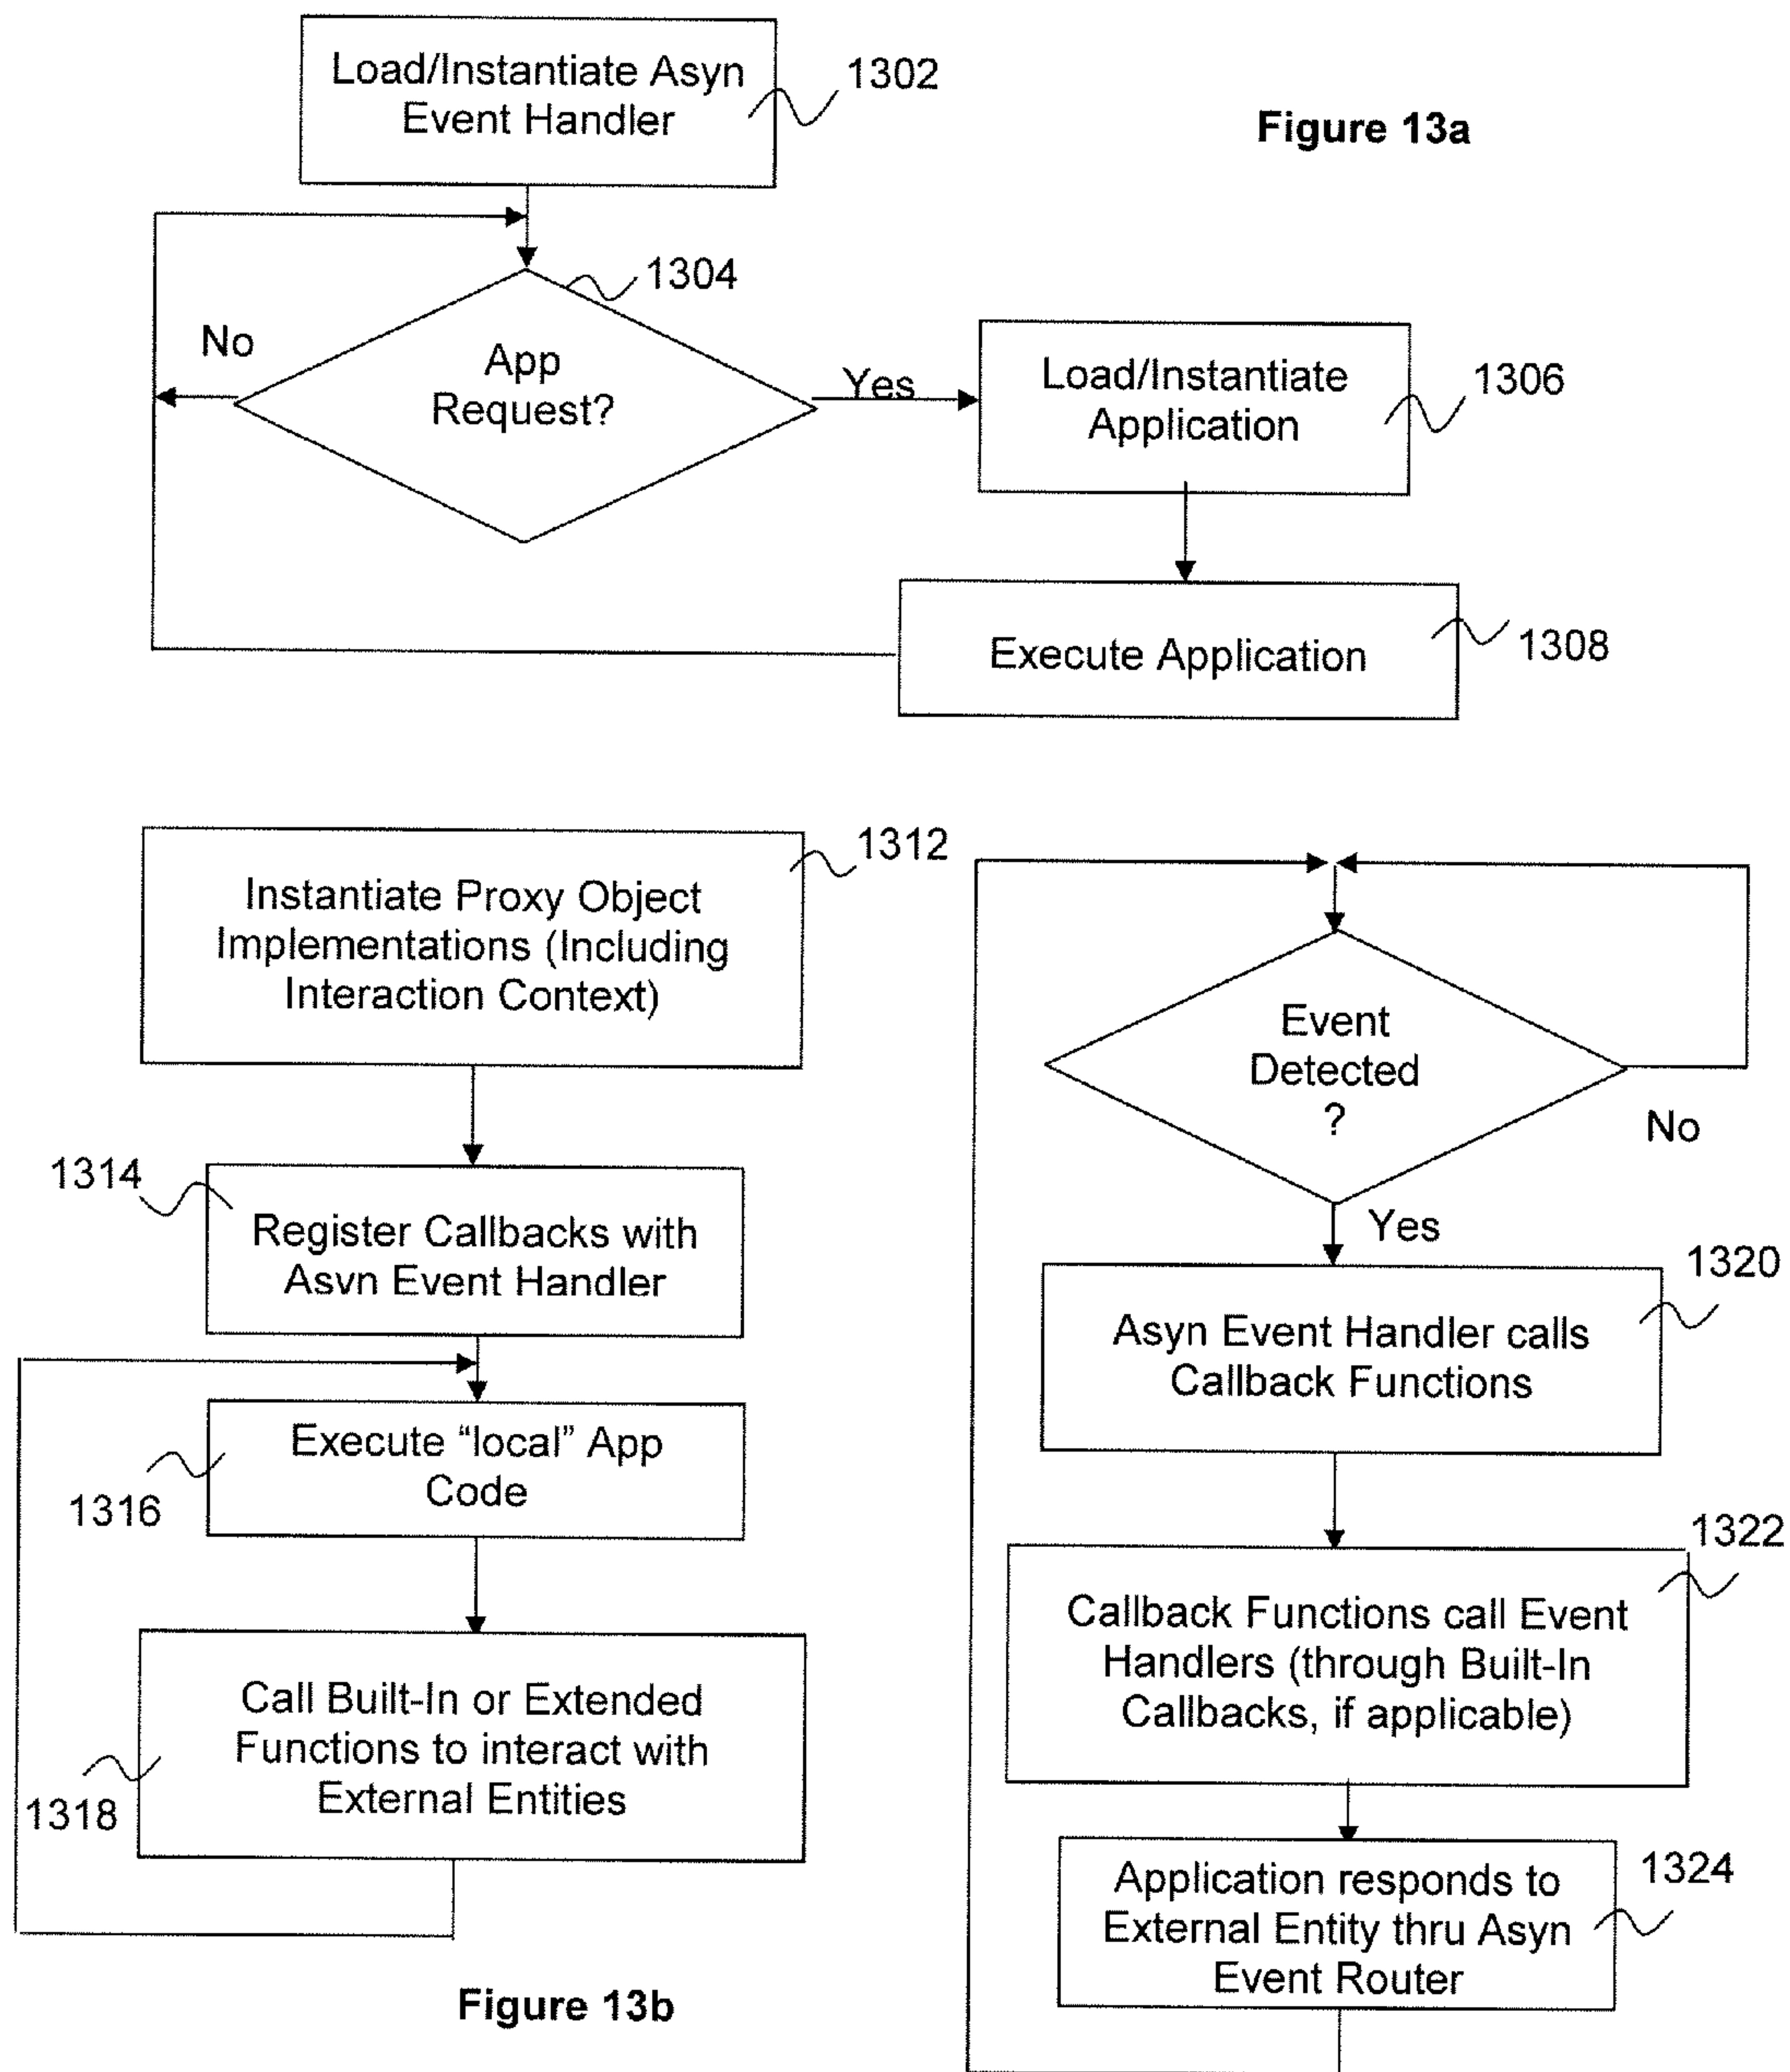 Load/Instantiate Asyn
Event Handler
1302
Figure 13a
1304
No
App
Request?
Yes
Load/Instantiate
Application
1306
Execute Application
1308
1312
Instantiate Proxy Object
Implementations (Including
Interaction Context)
1314
Register Callbacks with
Asvn Event Handler
Execute “local” App
Code
1316
Call Built-In or Extended
Functions to interact with
External Entities
1318
Figure 13b
Event
Detected
?
No
Yes
1320
Asyn Event Handler calls
Callback Functions
1322
Callback Functions call Event
Handlers (through Built-In
Callbacks, if applicable)
1324
Application responds to
External Entity thru Asyn
Event Router